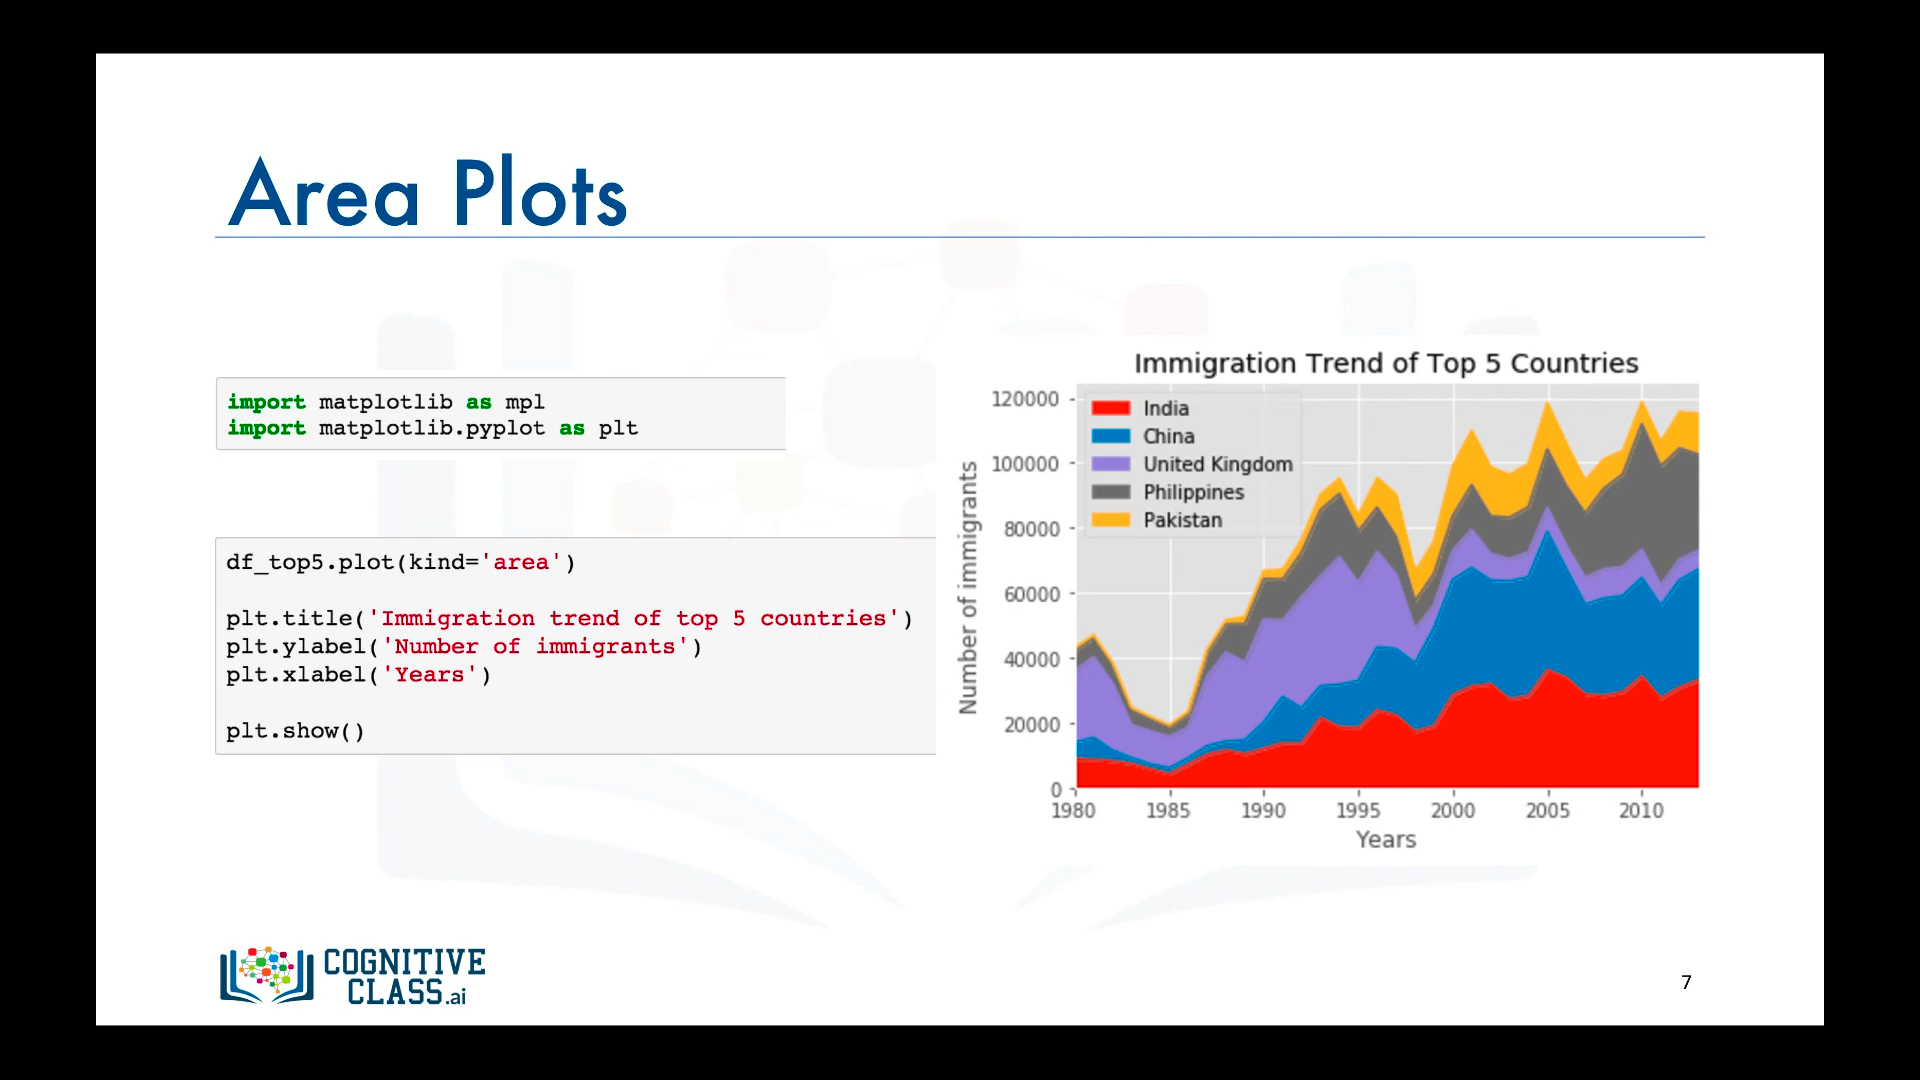 Area Plots
import matplotlib as mpl
import matplotlib.pyplot as plt
df_top5.plot(kind='area')
plt.title('Immigration trend of top 5 countries')
plt.ylabel('Number of immigrants')
plt.xlabel('Years')
plt.show()
Immigration Trend of Top 5 Countries
India
China
United Kingdom
Philippines
Pakistan
Number of immigrants
120000
100000
80000
60000
40000
20000
0
1980 1985 1990 1995 2000 2005 2010
Years
COGNITIVE
CLASS.ai
7